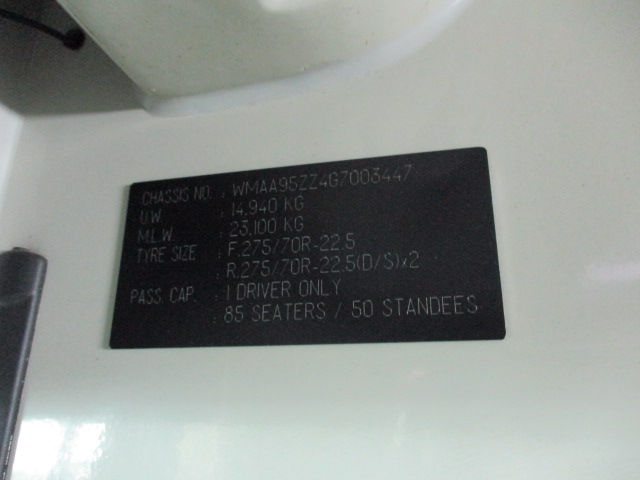 CHASSIS NO. : WMAA95ZZ4G7003447
U.W. : 14,940 KG
M.L.W. : 23,100 KG
TYRE SIZE : F.275/70R-22.5
: R.275/70R-22.5(D/S)x2
PASS. CAP. : 1 DRIVER ONLY
: 85 SEATERS / 50 STANDEES